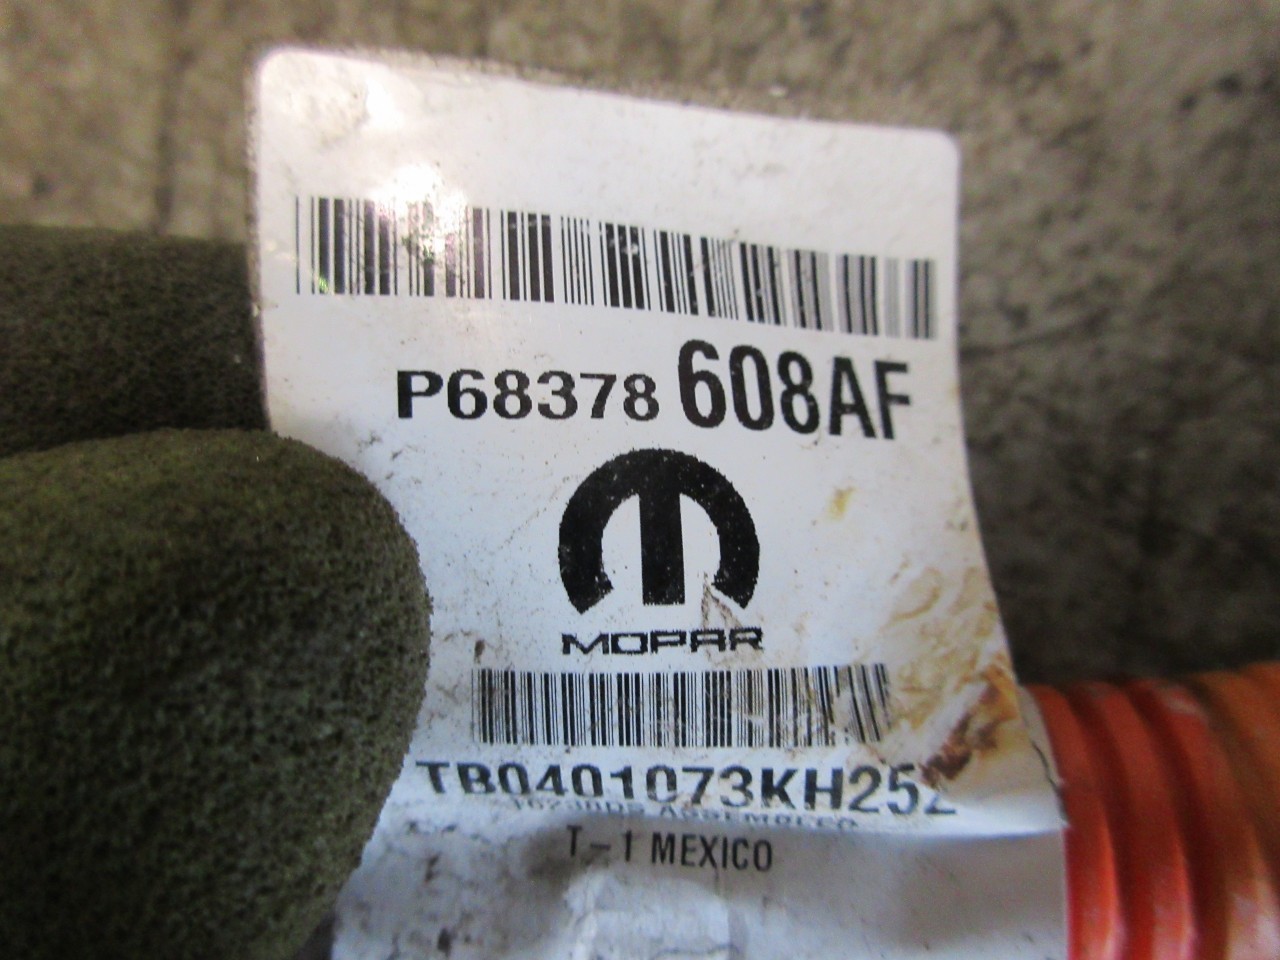 P68378 608AF
MOPAR
TB0401073KH252
T-1 MEXICO